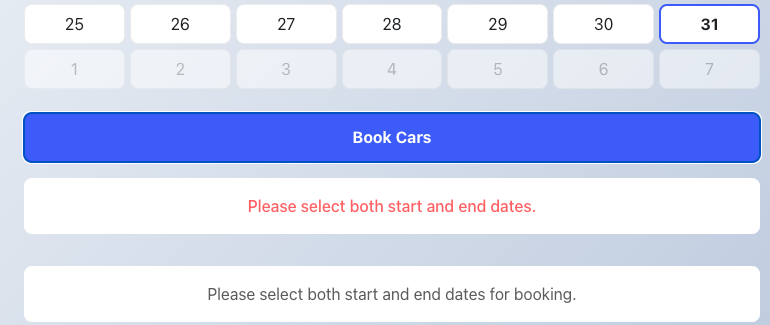 25 26 27 28 29 30 31
1 2 3 4 5 6 7
Book Cars
Please select both start and end dates.
Please select both start and end dates for booking.